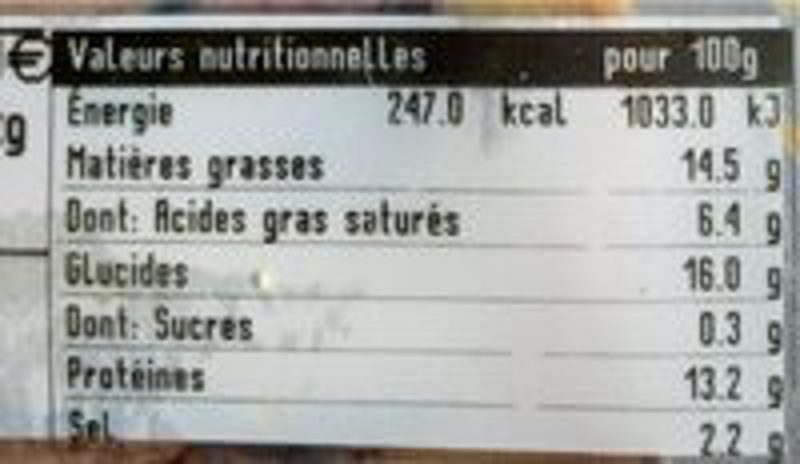 € Valeurs nutritionnelles pour 100g
Énergie 247.0 kcal 1033.0 kJ
g
Matières grasses 14.5 g
Dont: Acides gras saturés 6.4 g
Glucides 16.0 g
Dont: Sucres 0.3 g
Protéines 13.2 g
Sel 2.2 g